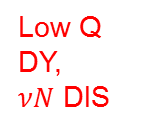 Low Q
DY,
𝜈𝑁 DIS